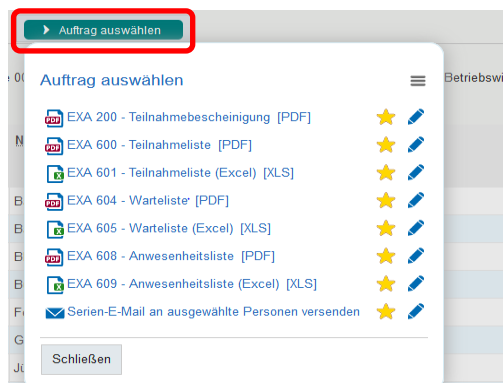 Auftrag auswählen
Auftrag auswählen
Betriebswi
EXA 200 - Teilnahmebescheinigung [PDF]
EXA 600 - Teilnahmeliste [PDF]
EXA 601 - Teilnahmeliste (Excel) [XLS]
EXA 604 - Warteliste [PDF]
EXA 605 - Warteliste (Excel) [XLS]
EXA 608 - Anwesenheitsliste [PDF]
EXA 609 - Anwesenheitsliste (Excel) [XLS]
Serien-E-Mail an ausgewählte Personen versenden
Schließen